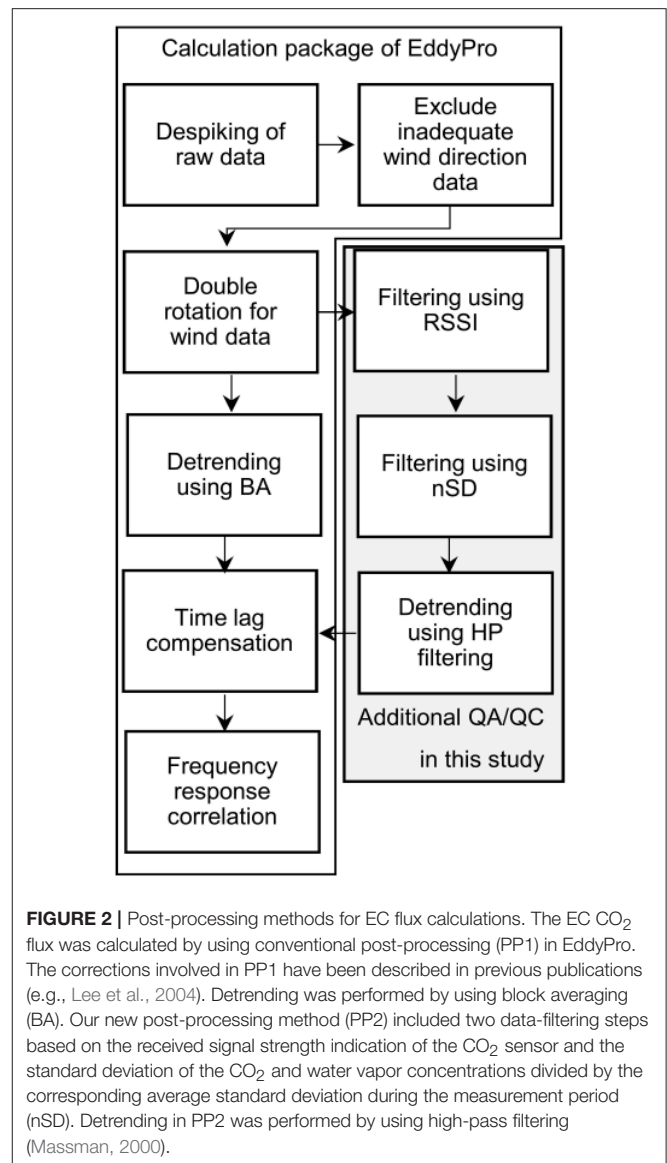 Calculation package of EddyPro
Despiking of
raw data
Exclude
inadequate
wind direction
data
Double
rotation for
wind data
Filtering using
RSSI
Detrending
using BA
Filtering using
nSD
Time lag
compensation
Detrending
using HP
filtering
Additional QA/QC
in this study
Frequency
response
correlation
FIGURE 2 | Post-processing methods for EC flux calculations. The EC CO₂
flux was calculated by using conventional post-processing (PP1) in EddyPro.
The corrections involved in PP1 have been described in previous publications
(e.g., Lee et al., 2004). Detrending was performed by using block averaging
(BA). Our new post-processing method (PP2) included two data-filtering steps
based on the received signal strength indication of the CO₂ sensor and the
standard deviation of the CO₂ and water vapor concentrations divided by the
corresponding average standard deviation during the measurement period
(nSD). Detrending in PP2 was performed by using high-pass filtering
(Massman, 2000).